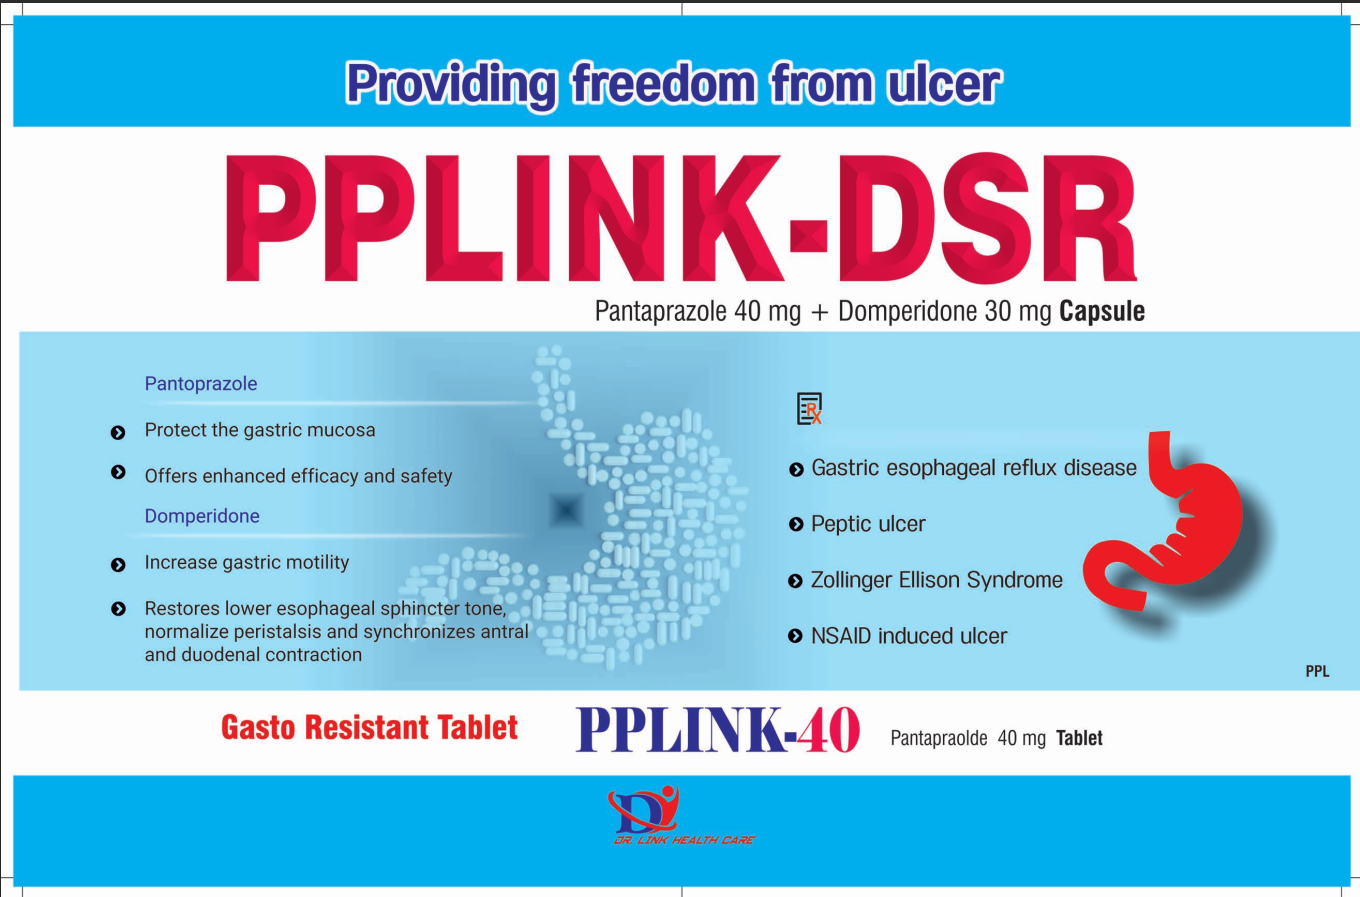 Providing freedom from ulcer
PPLINK-DSR
Pantaprazole 40 mg + Domperidone 30 mg Capsule
Pantoprazole
Protect the gastric mucosa
Offers enhanced efficacy and safety
Domperidone
Increase gastric motility
Restores lower esophageal sphincter tone,
normalize peristalsis and synchronizes antral
and duodenal contraction
Rx
Gastric esophageal reflux disease
Peptic ulcer
Zollinger Ellison Syndrome
NSAID induced ulcer
PPL
Gasto Resistant Tablet
PPLINK-40
Pantapraolde 40 mg Tablet
D
DR. LINK HEALTH CARE